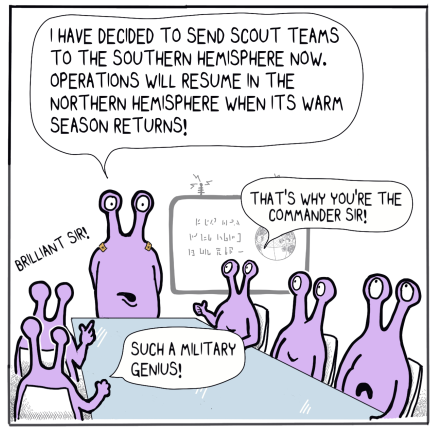 I HAVE DECIDED TO SEND SCOUT TEAMS
TO THE SOUTHERN HEMISPHERE NOW.
OPERATIONS WILL RESUME IN THE
NORTHERN HEMISPHERE WHEN ITS WARM
SEASON RETURNS!
THAT'S WHY YOU'RE THE
COMMANDER SIR!
BRILLIANT SIR!
SUCH A MILITARY
GENIUS!